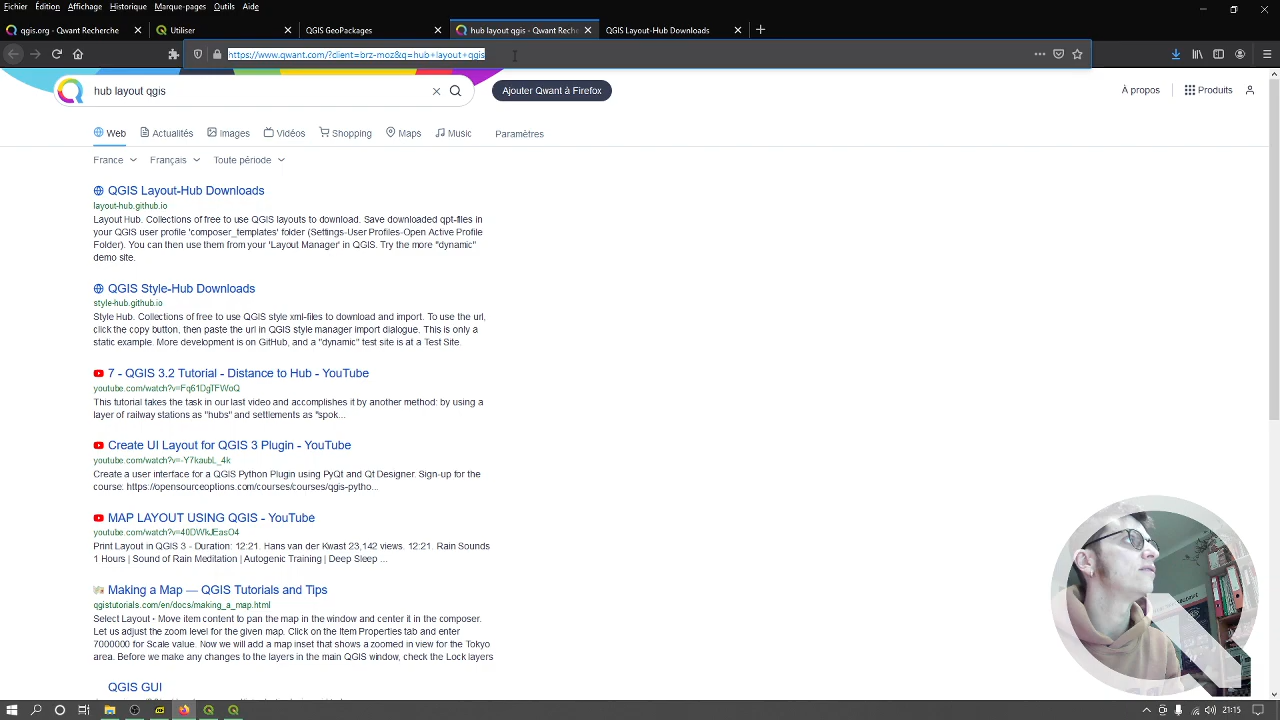 Fichier Édition Affichage Historique Marque-pages Outils Aide
qgis.org - Qwant Recherche
Utiliser
QGIS GeoPackages
hub layout qgis - Qwant Reche
QGIS Layout-Hub Downloads
https://www.qwant.com/?client=brz-moz&q=hub+layout+qgis
hub layout qgis
Ajouter Qwant à Firefox
À propos
Produits
Web
Actualités
Images
Vidéos
Shopping
Maps
Music
Paramètres
France
Français
Toute période
QGIS Layout-Hub Downloads
layout-hub.github.io
Layout Hub. Collections of free to use QGIS layouts to download. Save downloaded qpt-files in
your QGIS user profile 'composer_templates' folder (Settings-User Profiles-Open Active Profile
Folder). You can then use them from your 'Layout Manager' in QGIS. Try the more "dynamic"
demo site.
QGIS Style-Hub Downloads
style-hub.github.io
Style Hub. Collections of free to use QGIS style xml-files to download and import. To use the url,
click the copy button, then paste the url in QGIS style manager import dialogue. This is only a
static example. More development is on GitHub, and a "dynamic" test site is at a Test Site.
7 - QGIS 3.2 Tutorial - Distance to Hub - YouTube
youtube.com/watch?v=Fq61DgTFWoQ
This tutorial takes the task in our last video and accomplishes it by another method: by using a
layer of railway stations as "hubs" and settlements as "spok...
Create UI Layout for QGIS 3 Plugin - YouTube
youtube.com/watch?v=-Y7kaubL_4k
Create a user interface for a QGIS Python Plugin using PyQt and Qt Designer. Sign-up for the
course: https://opensourceoptions.com/courses/courses/qgis-pytho...
MAP LAYOUT USING QGIS - YouTube
youtube.com/watch?v=40DWkJEasO4
Print Layout in QGIS 3 - Duration: 12:21. Hans van der Kwast 23,142 views. 12:21. Rain Sounds
1 Hours | Sound of Rain Meditation | Autogenic Training | Deep Sleep ...
Making a Map — QGIS Tutorials and Tips
qgistutorials.com/en/docs/making_a_map.html
Select Layout ‣ Move item content to pan the map in the window and center it in the composer.
Let us adjust the zoom level for the given map. Click on the Item Properties tab and enter
7000000 for Scale value. Now we will add a map inset that shows a zoomed in view for the Tokyo
area. Before we make any changes to the layers in the main QGIS window, check the Lock layers
QGIS GUI
21:15